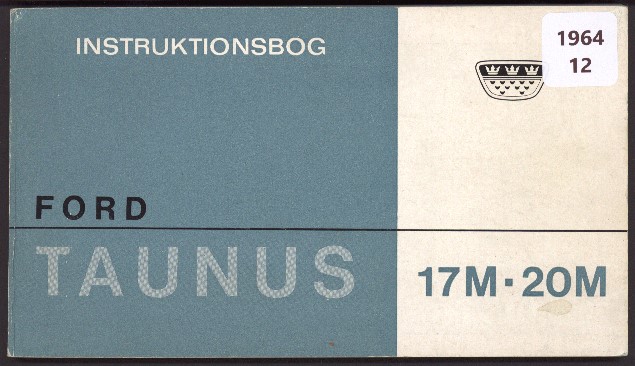 INSTRUKTIONSBOG
1964
12
FORD
TAUNUS
17M · 20M